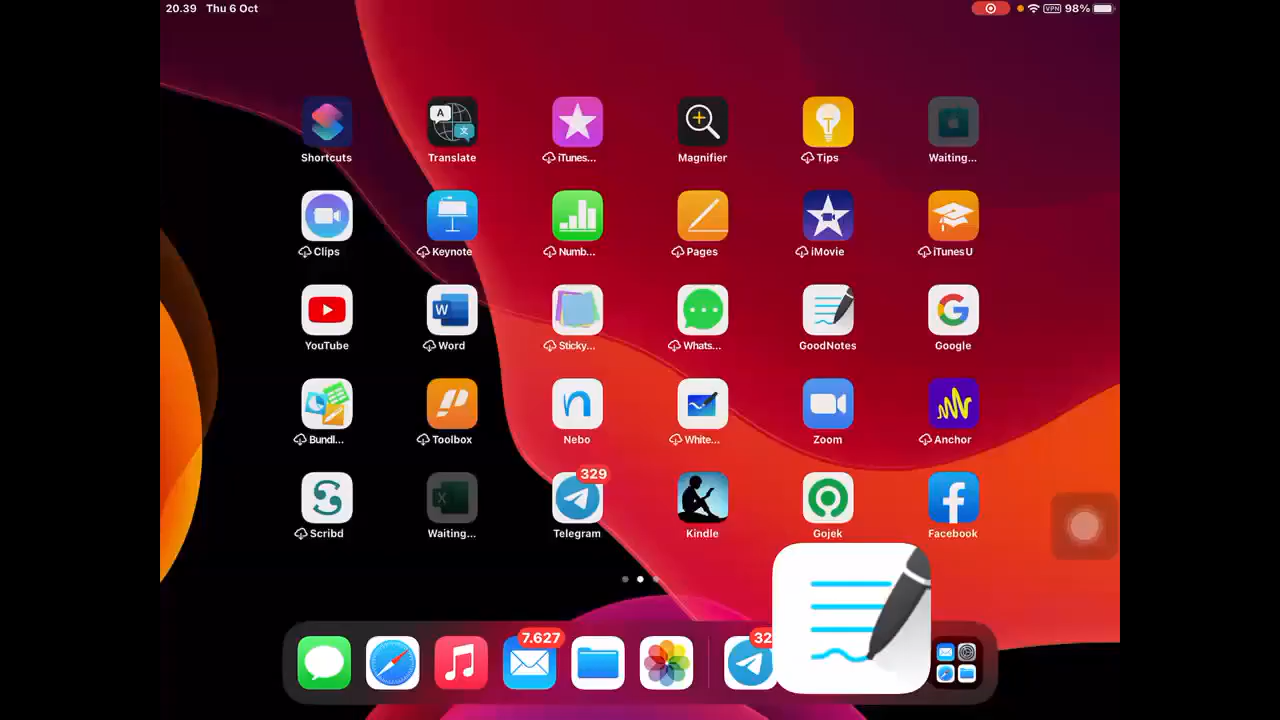 20.39 Thu 6 Oct
VPN 98%
Shortcuts Translate iTunes... Magnifier Tips Waiting...
Clips Keynote Numb... Pages iMovie iTunes U
YouTube Word Sticky... Whats... GoodNotes Google
Bundl... Toolbox Nebo White... Zoom Anchor
329
Scribd Waiting... Telegram Kindle Gojek Facebook
7.627 32